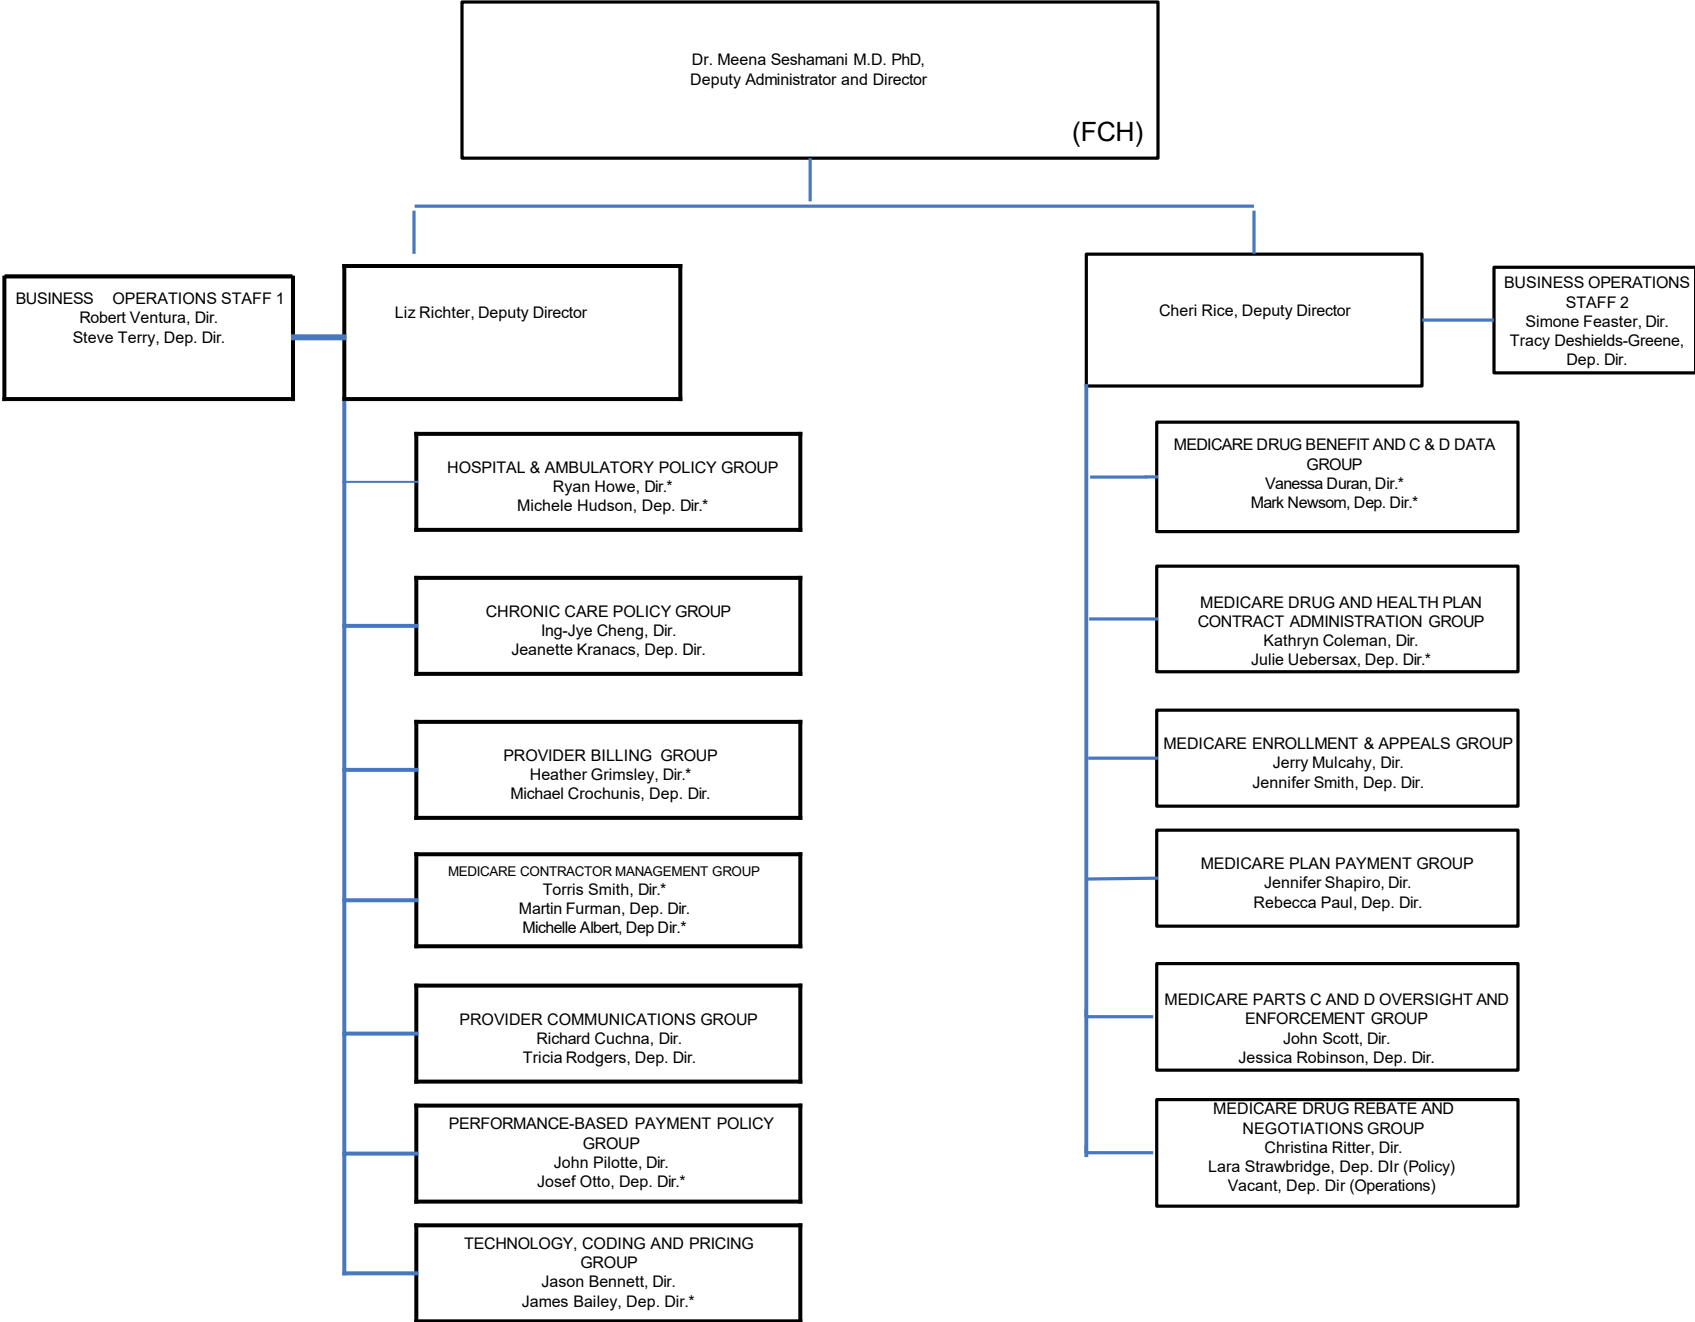 Dr. Meena Seshamani M.D. PhD,
Deputy Administrator and Director
(FCH)
BUSINESS OPERATIONS STAFF 1
Robert Ventura, Dir.
Steve Terry, Dep. Dir.
Liz Richter, Deputy Director
Cheri Rice, Deputy Director
BUSINESS OPERATIONS
STAFF 2
Simone Feaster, Dir.
Tracy Deshields-Greene,
Dep. Dir.
HOSPITAL & AMBULATORY POLICY GROUP
Ryan Howe, Dir.*
Michele Hudson, Dep. Dir.*
CHRONIC CARE POLICY GROUP
Ing-Jye Cheng, Dir.
Jeanette Kranacs, Dep. Dir.
PROVIDER BILLING GROUP
Heather Grimsley, Dir.*
Michael Crochunis, Dep. Dir.
MEDICARE CONTRACTOR MANAGEMENT GROUP
Torris Smith, Dir.*
Martin Furman, Dep. Dir.
Michelle Albert, Dep Dir.*
PROVIDER COMMUNICATIONS GROUP
Richard Cuchna, Dir.
Tricia Rodgers, Dep. Dir.
PERFORMANCE-BASED PAYMENT POLICY
GROUP
John Pilotte, Dir.
Josef Otto, Dep. Dir.*
TECHNOLOGY, CODING AND PRICING
GROUP
Jason Bennett, Dir.
James Bailey, Dep. Dir.*
MEDICARE DRUG BENEFIT AND C & D DATA
GROUP
Vanessa Duran, Dir.*
Mark Newsom, Dep. Dir.*
MEDICARE DRUG AND HEALTH PLAN
CONTRACT ADMINISTRATION GROUP
Kathryn Coleman, Dir.
Julie Uebersax, Dep. Dir.*
MEDICARE ENROLLMENT & APPEALS GROUP
Jerry Mulcahy, Dir.
Jennifer Smith, Dep. Dir.
MEDICARE PLAN PAYMENT GROUP
Jennifer Shapiro, Dir.
Rebecca Paul, Dep. Dir.
MEDICARE PARTS C AND D OVERSIGHT AND
ENFORCEMENT GROUP
John Scott, Dir.
Jessica Robinson, Dep. Dir.
MEDICARE DRUG REBATE AND
NEGOTIATIONS GROUP
Christina Ritter, Dir.
Lara Strawbridge, Dep. DIr (Policy)
Vacant, Dep. Dir (Operations)